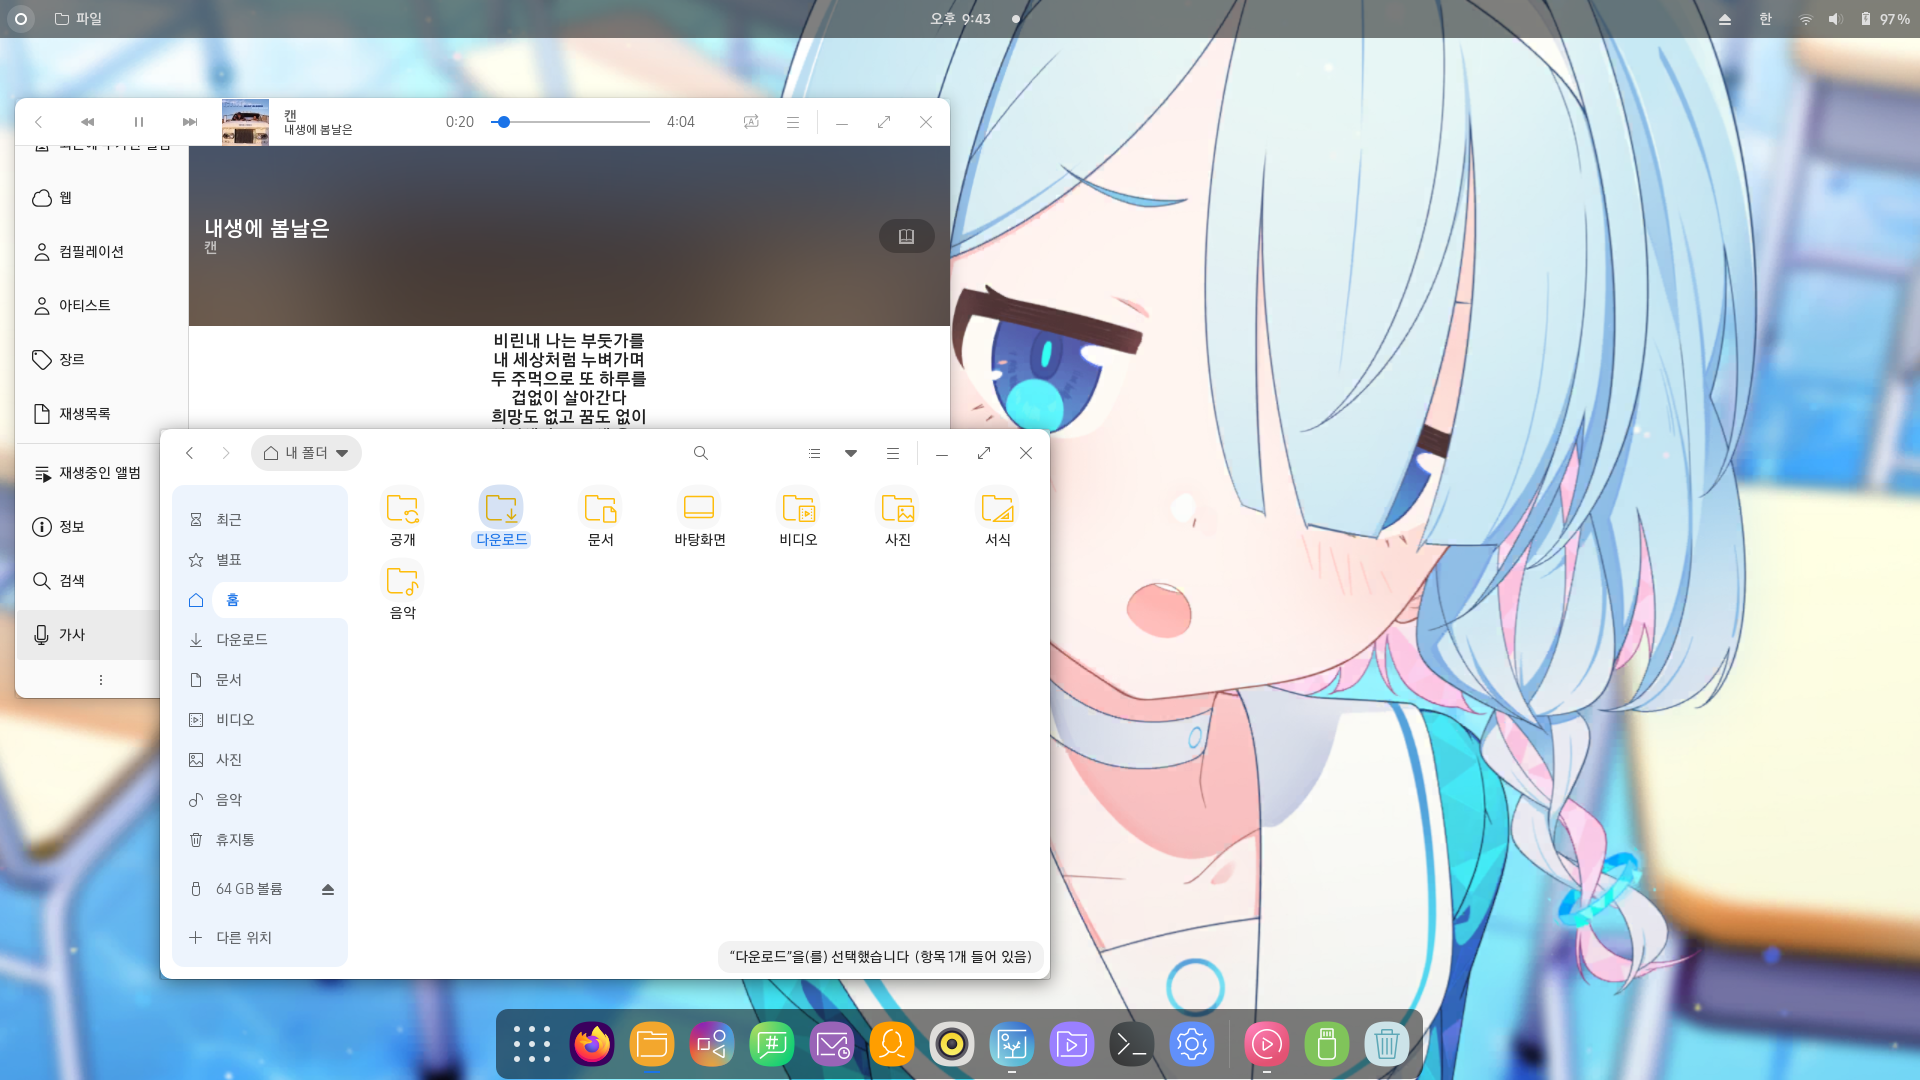 파일
오후 9:43
한
97 %
캔
내생에 봄날은
0:20
4:04
웹
컴필레이션
아티스트
장르
재생목록
재생중인 앨범
정보
검색
가사
내생에 봄날은
캔
비린내 나는 부둣가를
내 세상처럼 누벼가며
두 주먹으로 또 하루를
겁없이 살아간다
희망도 없고 꿈도 없이
내 폴더
최근
별표
홈
다운로드
문서
비디오
사진
음악
휴지통
64 GB 볼륨
다른 위치
공개
다운로드
문서
바탕화면
비디오
사진
서식
음악
“다운로드”을(를) 선택했습니다 (항목 1개 들어 있음)